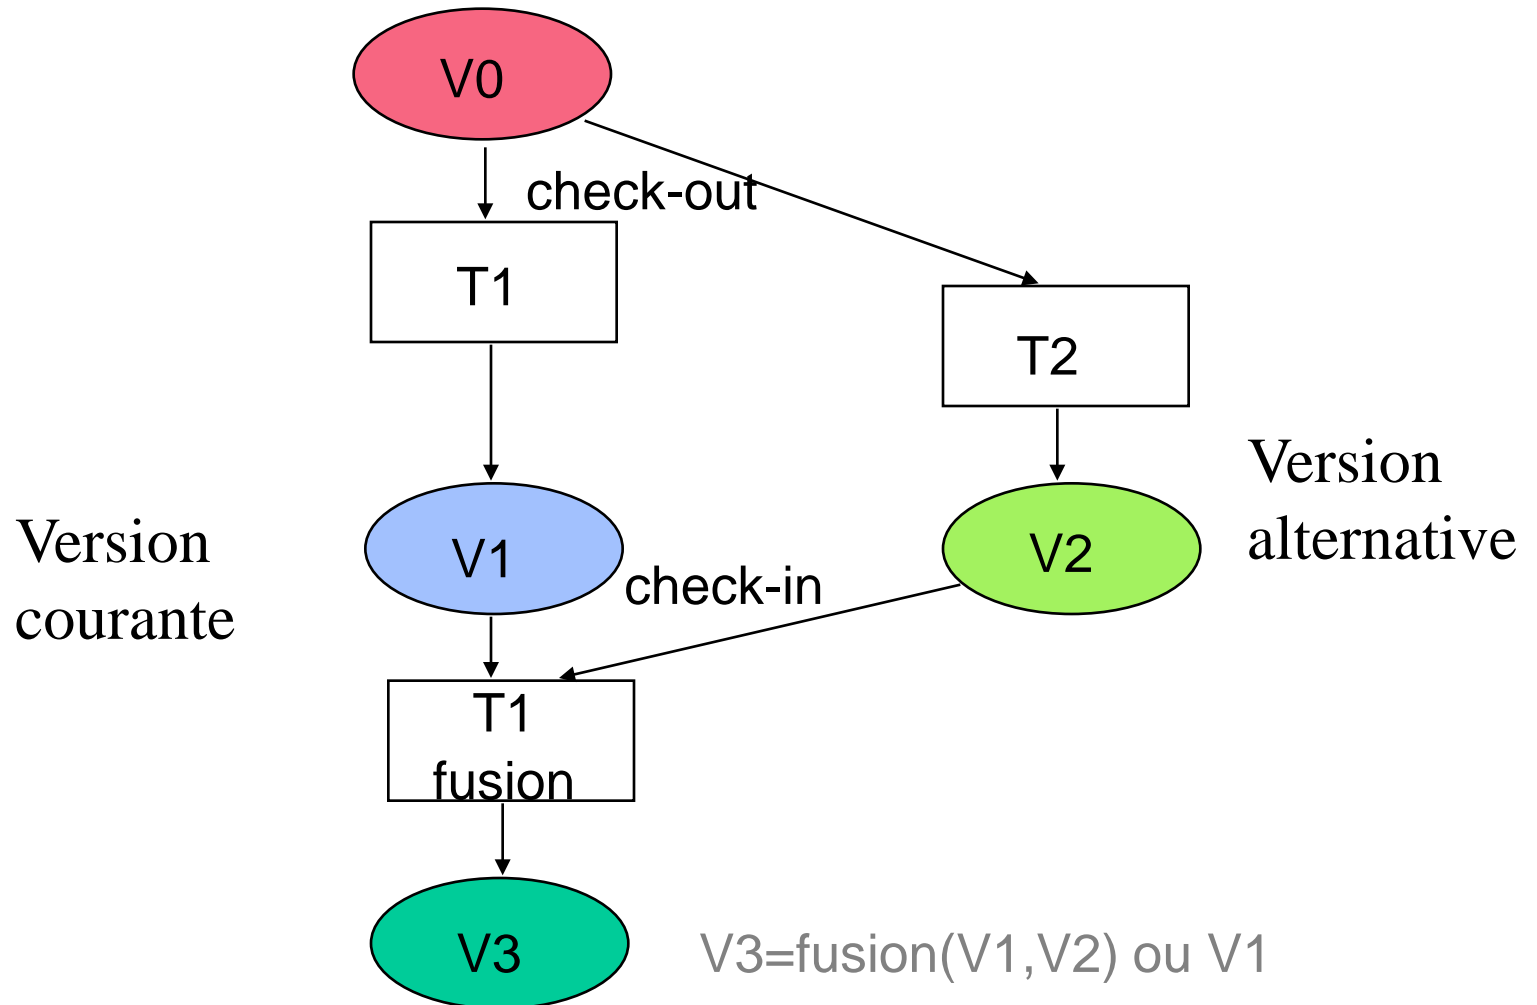 V0
check-out
T1
T2
Version
alternative
Version
courante
V1
V2
check-in
T1
fusion
V3
V3=fusion(V1,V2) ou V1